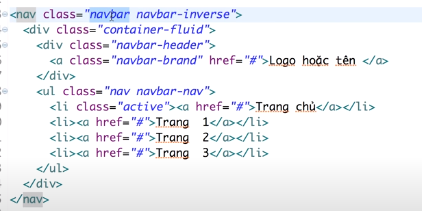 <nav class="navbar navbar-inverse">
<div class="container-fluid">
<div class="navbar-header">
<a class="navbar-brand" href="#">Logo hoặc tên </a>
</div>
<ul class="nav navbar-nav">
<li class="active"><a href="#">Trang chủ</a></li>
<li><a href="#">Trang  1</a></li>
<li><a href="#">Trang  2</a></li>
<li><a href="#">Trang  3</a></li>
</ul>
</div>
</nav>